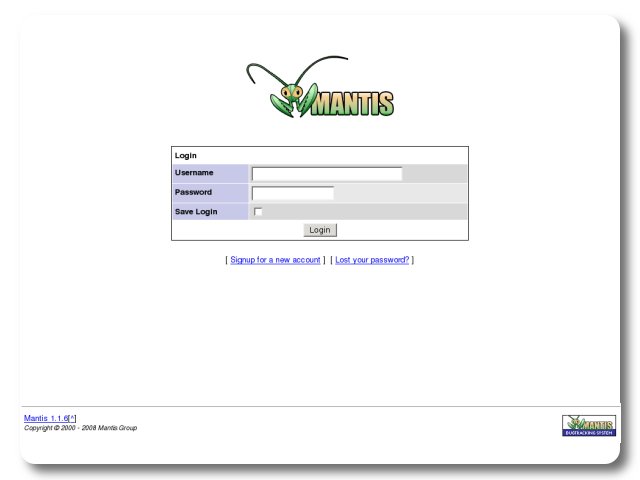 MANTIS
Login
Username
Password
Save Login
Login
[ Signup for a new account ] [ Lost your password? ]
Mantis 1.1.6[^]
Copyright © 2000 - 2008 Mantis Group
MANTIS
BUGTRACKING SYSTEM